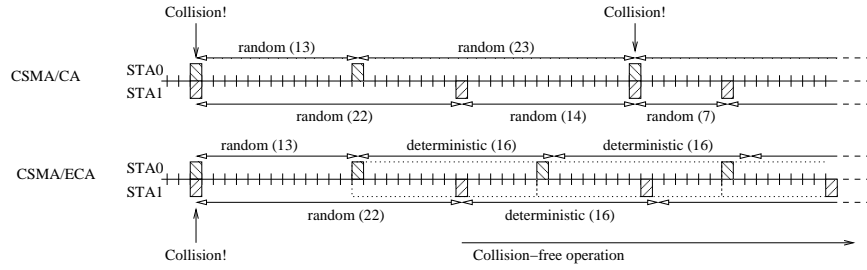 Collision!
Collision!
random (13)
random (23)
CSMA/CA
STA0
STA1
random (22)
random (14)
random (7)
random (13)
deterministic (16)
deterministic (16)
CSMA/ECA
STA0
STA1
random (22)
deterministic (16)
Collision!
Collision−free operation